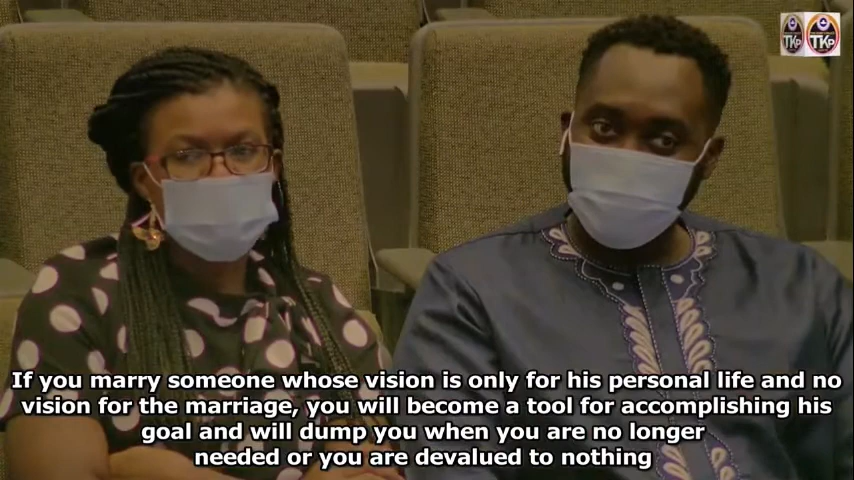 TKP TKP
If you marry someone whose vision is only for his personal life and no
vision for the marriage, you will become a tool for accomplishing his
goal and will dump you when you are no longer
needed or you are devalued to nothing